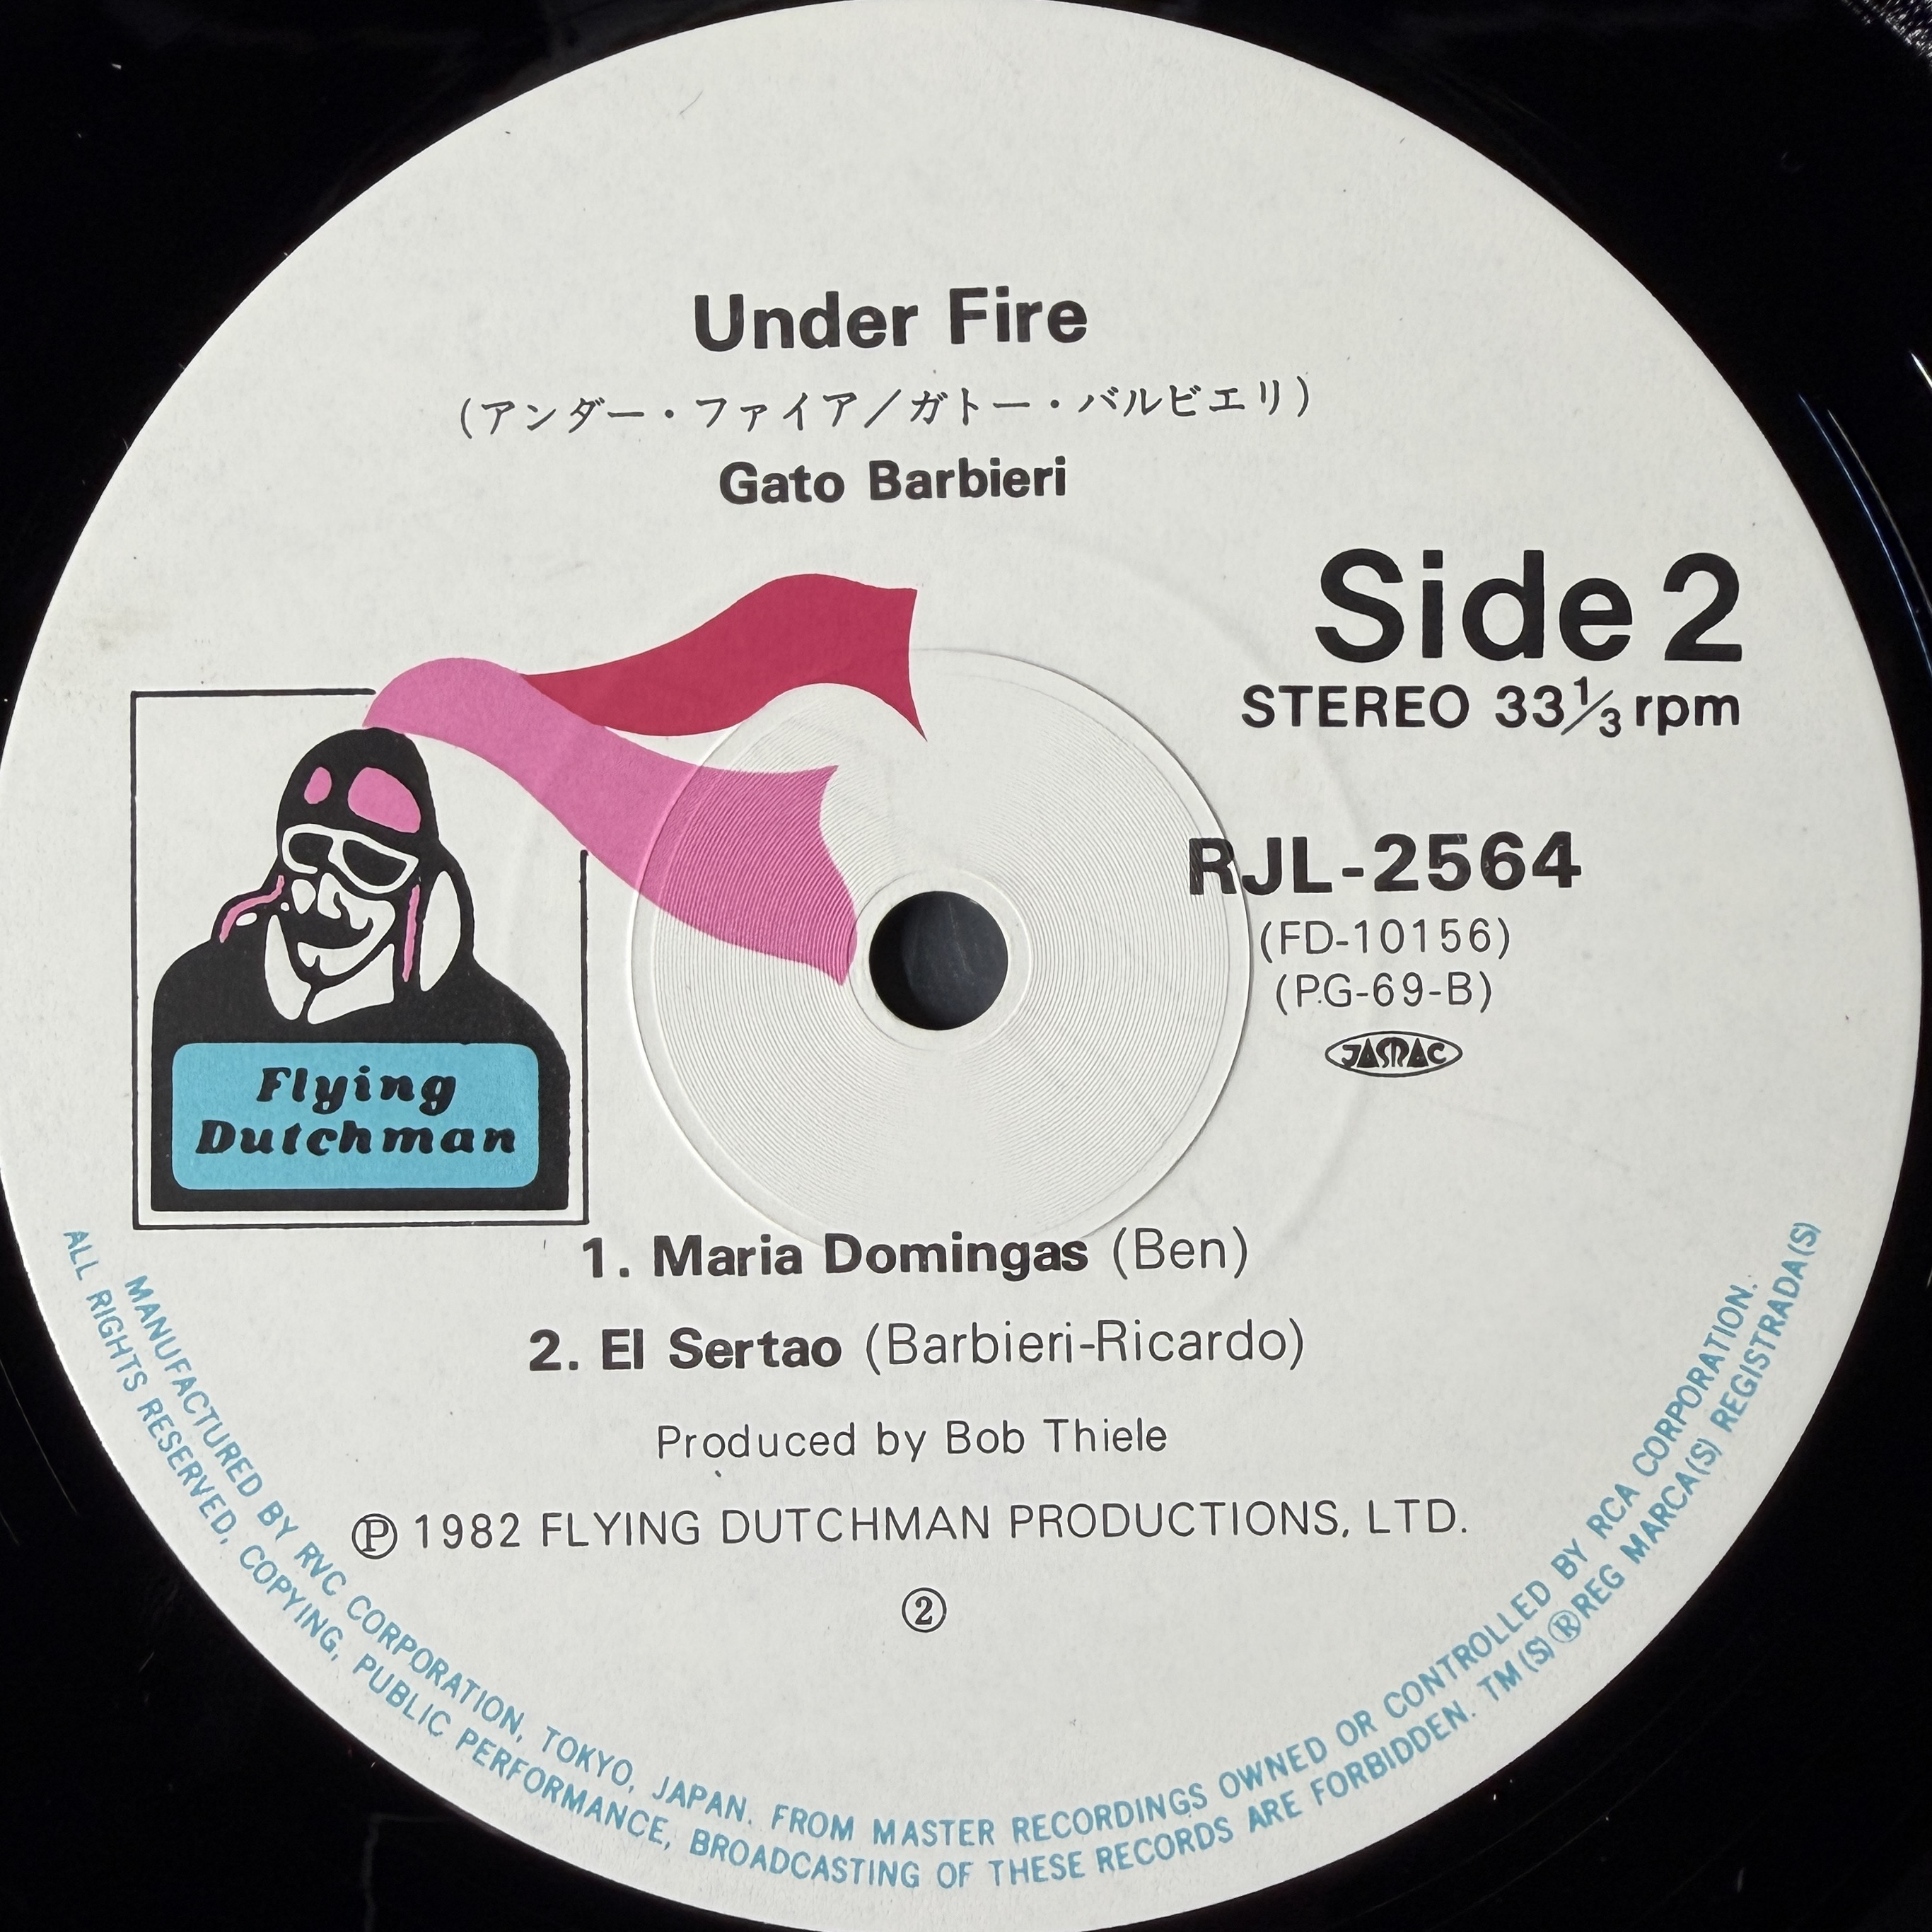 Under Fire
(アンダー・ファイア／ガトー・バルビエリ)
Gato Barbieri
Side 2
STEREO 33⅓ rpm
RJL-2564
(FD-10156)
(PG-69-B)
JASRAC
Flying
Dutchman
1. Maria Domingas (Ben)
2. El Sertao (Barbieri-Ricardo)
Produced by Bob Thiele
Ⓟ 1982 FLYING DUTCHMAN PRODUCTIONS, LTD.
②
MANUFACTURED BY RVC CORPORATION, TOKYO, JAPAN. FROM MASTER RECORDINGS OWNED OR CONTROLLED BY RCA CORPORATION.
ALL RIGHTS RESERVED, COPYING, PUBLIC PERFORMANCE, BROADCASTING OF THESE RECORDS ARE FORBIDDEN. TM(S)®REG MARCA(S) REGISTRADA(S)